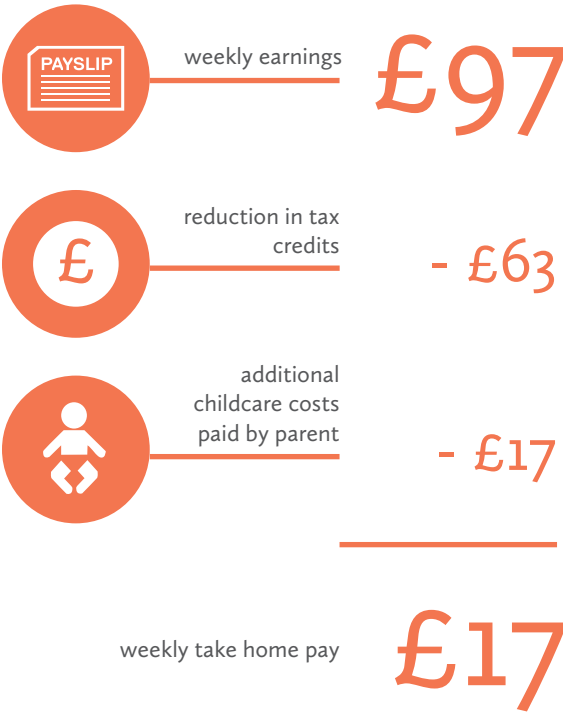 PAYSLIP
weekly earnings
£97
£
reduction in tax
credits
- £63
additional
childcare costs
paid by parent
- £17
weekly take home pay
£17